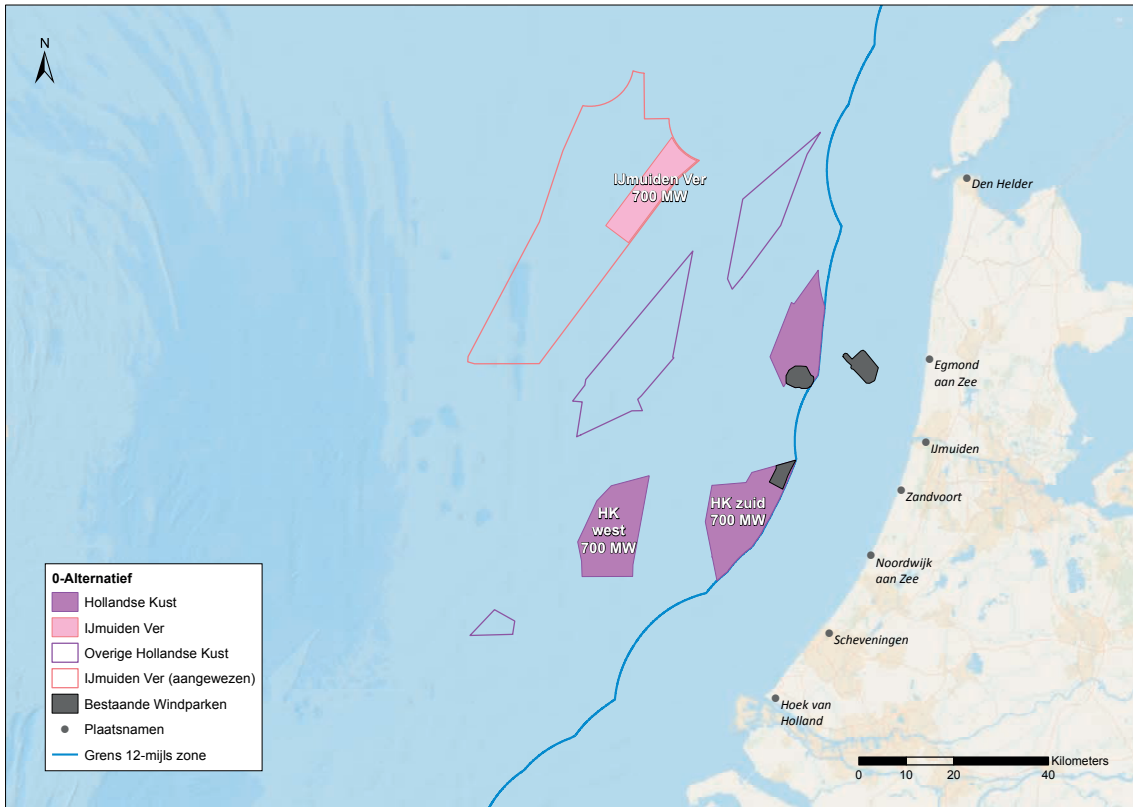 N
IJmuiden Ver
700 MW
Den Helder
Egmond
aan Zee
IJmuiden
HK
west
700 MW
HK zuid
700 MW
Zandvoort
Noordwijk
aan Zee
Scheveningen
Hoek van
Holland
0-Alternatief
Hollandse Kust
IJmuiden Ver
Overige Hollandse Kust
IJmuiden Ver (aangewezen)
Bestaande Windparken
Plaatsnamen
Grens 12-mijls zone
Kilometers
0 10 20 40